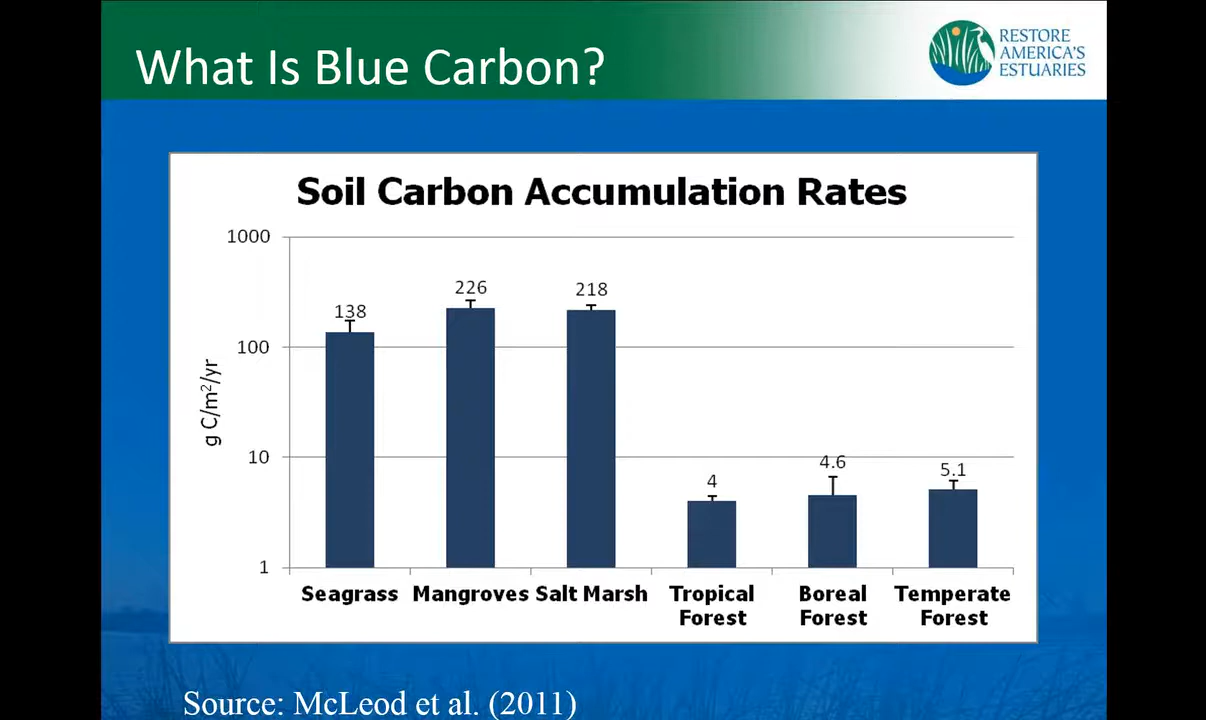 What Is Blue Carbon?
RESTORE
AMERICA'S
ESTUARIES
Soil Carbon Accumulation Rates
1000
100
10
1
g C/m²/yr
138
226
218
4
4.6
5.1
Seagrass
Mangroves
Salt Marsh
Tropical
Forest
Boreal
Forest
Temperate
Forest
Source: McLeod et al. (2011)